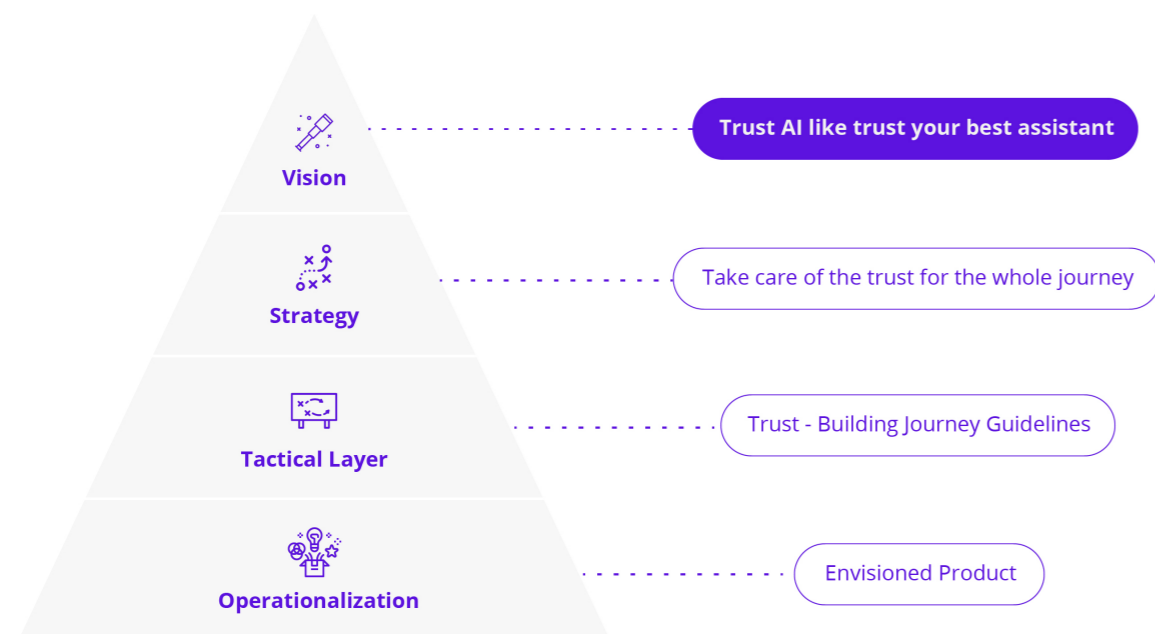 Trust AI like trust your best assistant
Vision
Take care of the trust for the whole journey
Strategy
Trust - Building Journey Guidelines
Tactical Layer
Envisioned Product
Operationalization